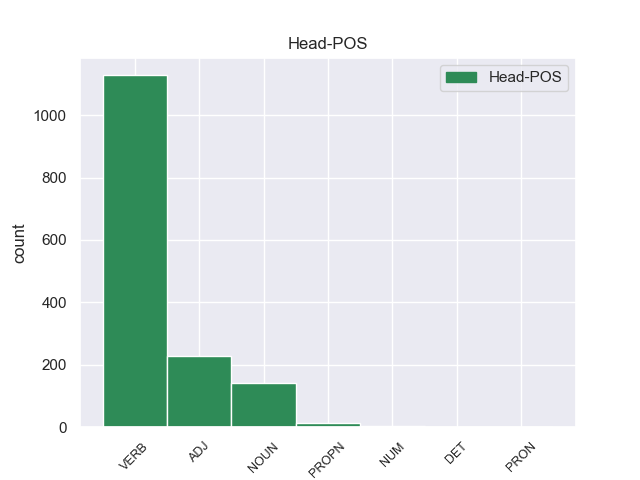 Head-POS
Head-POS
1000
800
600
400
200
0
count
VERB
ADJ
NOUN
PROPN
NUM
DET
PRON